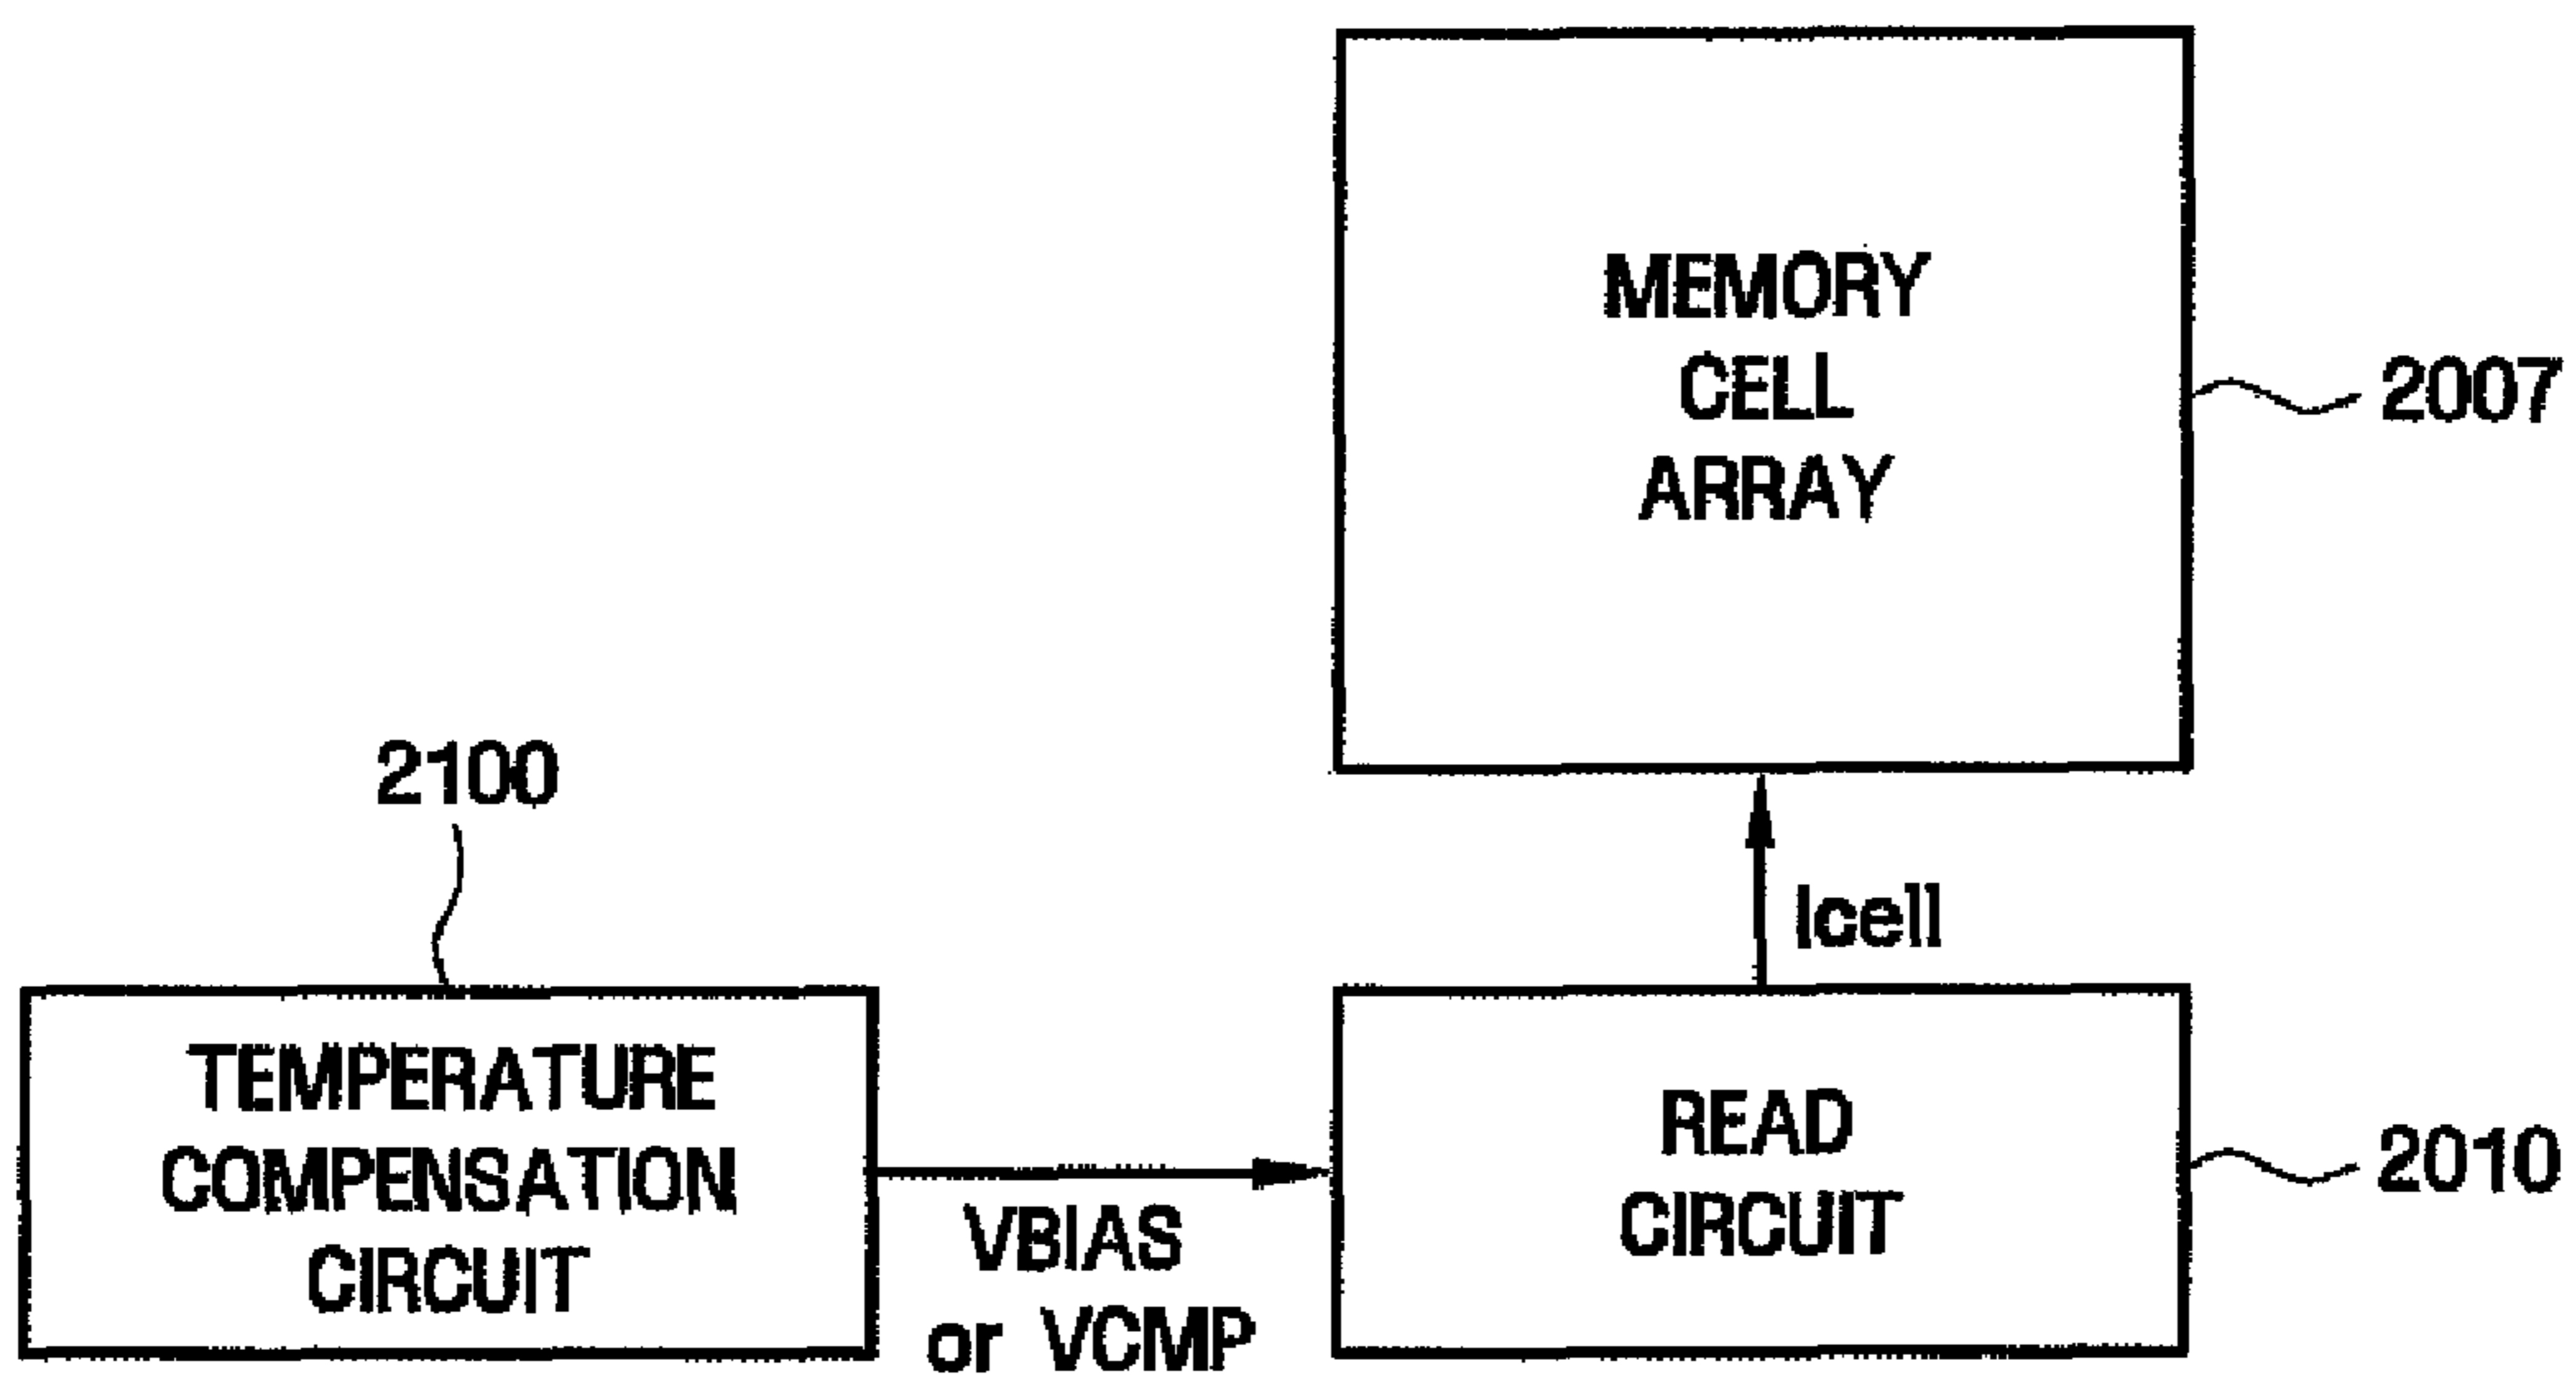 MEMORY
CELL
ARRAY
2007
2100
Icell
TEMPERATURE
COMPENSATION
CIRCUIT
VBIAS
or VCMP
READ
CIRCUIT
2010